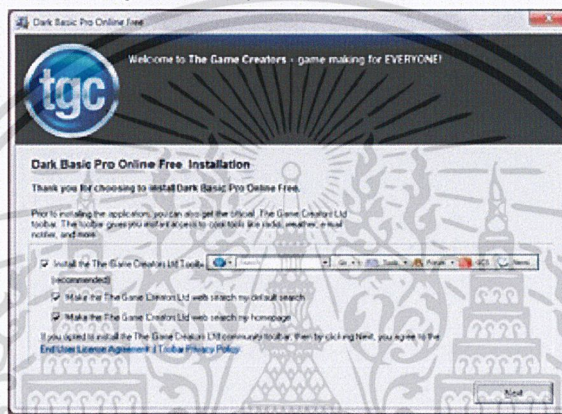 Dark Basic Pro Online Free
Welcome to The Game Creators - game making for EVERYONE!
tgc
Dark Basic Pro Online Free Installation
Thank you for choosing to install Dark Basic Pro Online Free.
Prior to installing the application, you can also get the official, The Game Creators Ltd
toolbar. The toolbar gives you instant access to cool tools like radio, weather, e-mail
notifier, and more
Install the The Game Creators Ltd Toolbar
(recommended)
Make the The Game Creators Ltd web search my default search
Make the The Game Creators Ltd web search my homepage
If you opted to install the The Game Creators Ltd community toolbar, then by clicking Next, you agree to the
End User License Agreement / Toolbar Privacy Policy
Next